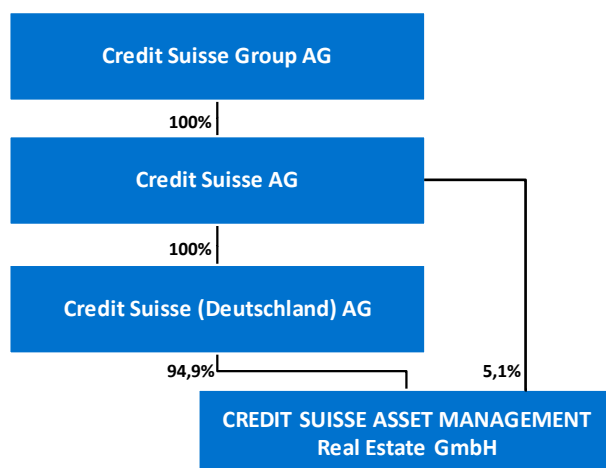 Credit Suisse Group AG
100%
Credit Suisse AG
100%
Credit Suisse (Deutschland) AG
94,9%
5,1%
CREDIT SUISSE ASSET MANAGEMENT
Real Estate GmbH